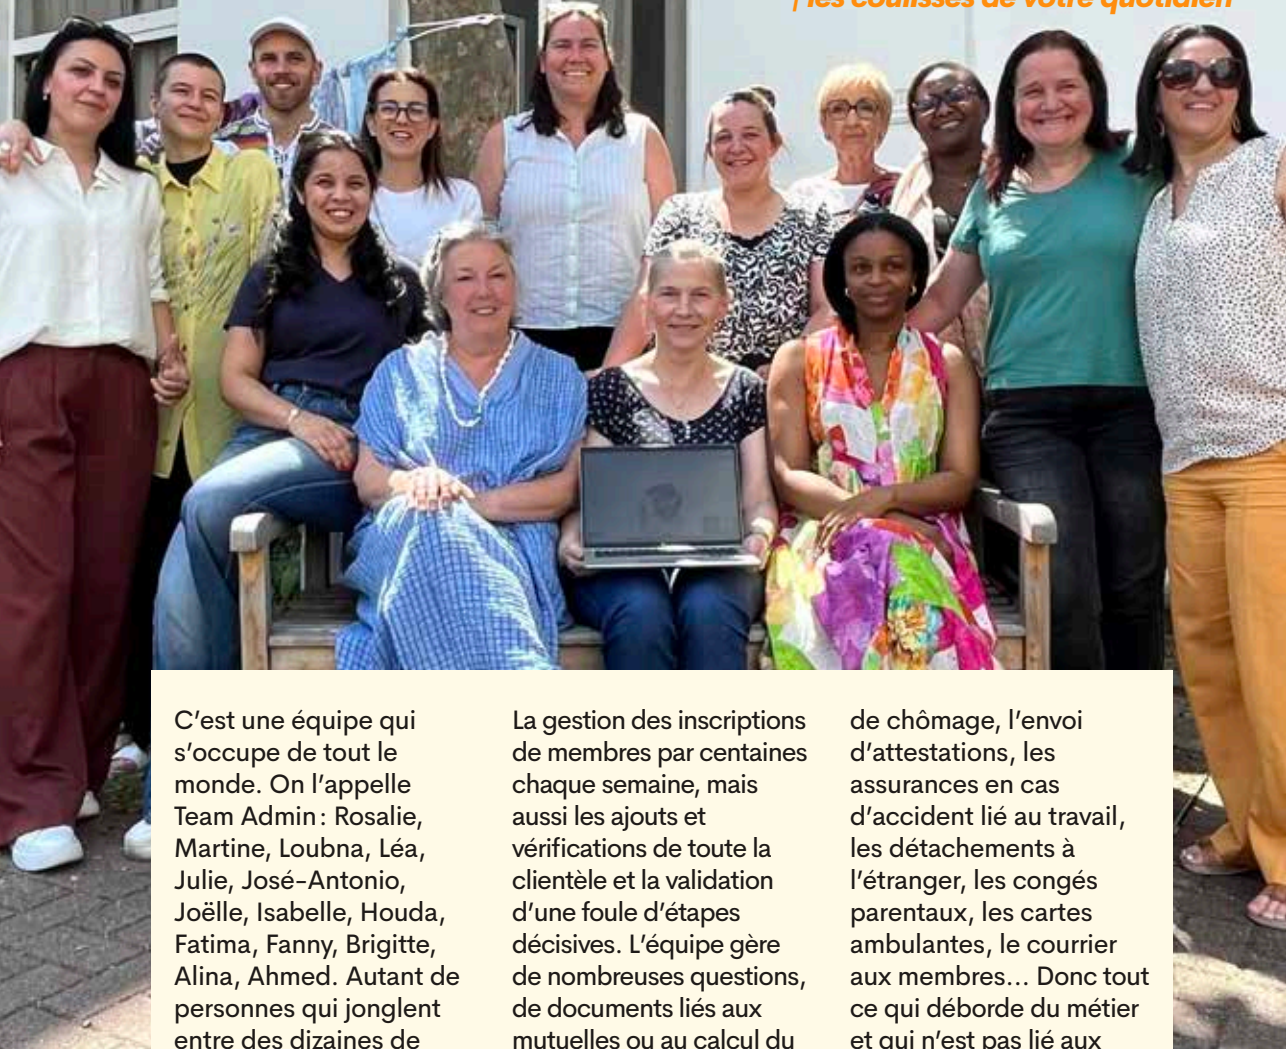 | les coulisses de votre quotidien
C’est une équipe qui
s’occupe de tout le
monde. On l’appelle
Team Admin : Rosalie,
Martine, Loubna, Léa,
Julie, José-Antonio,
Joëlle, Isabelle, Houda,
Fatima, Fanny, Brigitte,
Alina, Ahmed. Autant de
personnes qui jonglent
entre des dizaines de
La gestion des inscriptions
de membres par centaines
chaque semaine, mais
aussi les ajouts et
vérifications de toute la
clientèle et la validation
d’une foule d’étapes
décisives. L’équipe gère
de nombreuses questions,
de documents liés aux
mutuelles ou au calcul du
de chômage, l’envoi
d’attestations, les
assurances en cas
d’accident lié au travail,
les détachements à
l’étranger, les congés
parentaux, les cartes
ambulantes, le courrier
aux membres... Donc tout
ce qui déborde du métier
et qui n’est pas lié aux